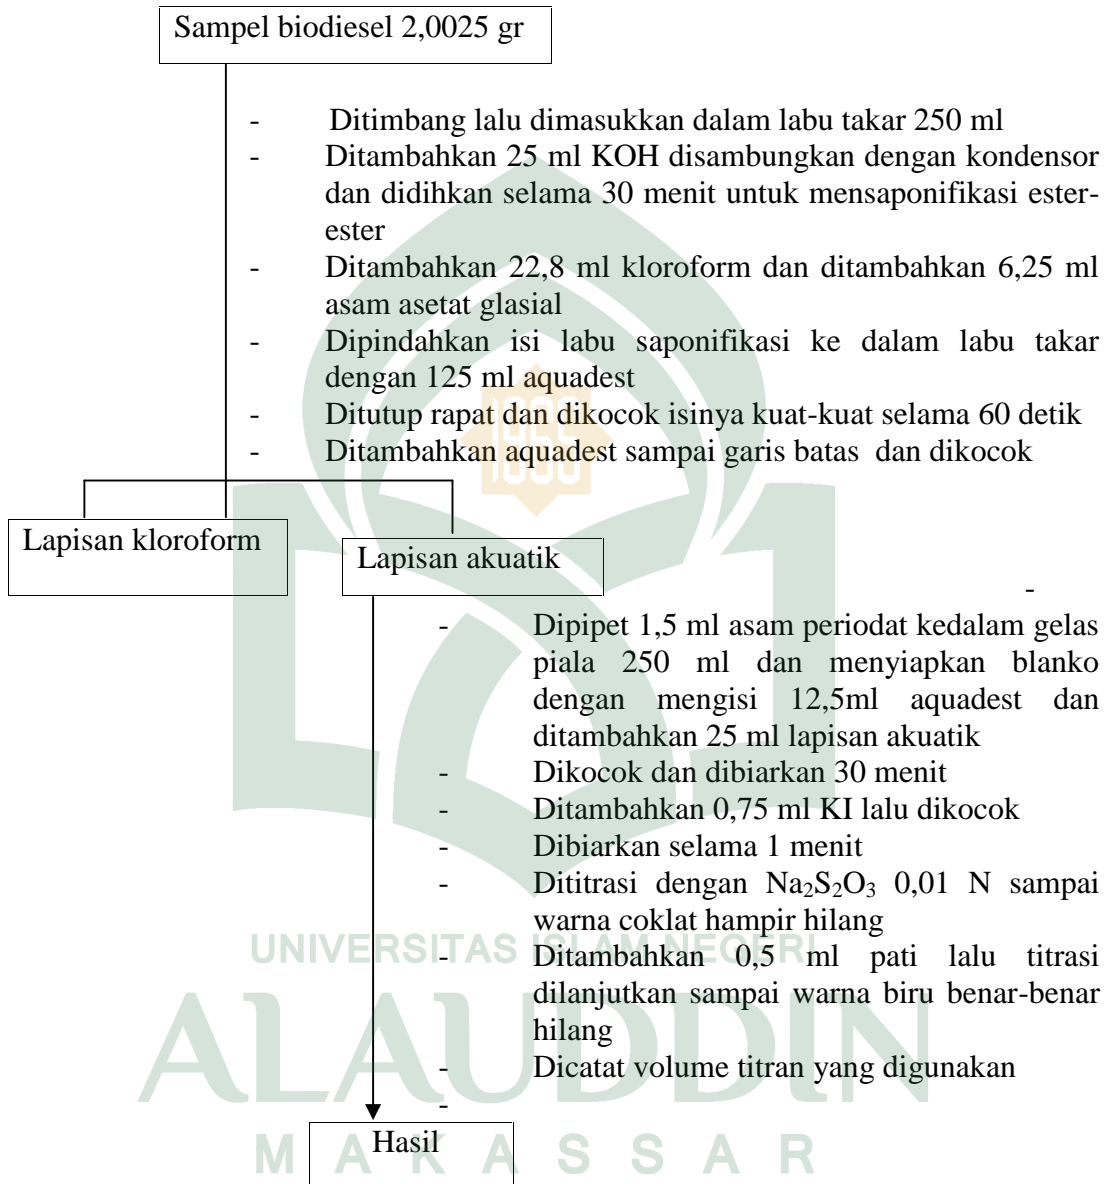 Sampel biodiesel 2,0025 gr
- Ditimbang lalu dimasukkan dalam labu takar 250 ml
- Ditambahkan 25 ml KOH disambungkan dengan kondensor
dan didihkan selama 30 menit untuk mensaponifikasi ester-
ester
- Ditambahkan 22,8 ml kloroform dan ditambahkan 6,25 ml
asam asetat glasial
- Dipindahkan isi labu saponifikasi ke dalam labu takar
dengan 125 ml aquadest
- Ditutup rapat dan dikocok isinya kuat-kuat selama 60 detik
- Ditambahkan aquadest sampai garis batas dan dikocok
1965
Lapisan kloroform
Lapisan akuatik
-
- Dipipet 1,5 ml asam periodat kedalam gelas
piala 250 ml dan menyiapkan blanko
dengan mengisi 12,5ml aquadest dan
ditambahkan 25 ml lapisan akuatik
- Dikocok dan dibiarkan 30 menit
- Ditambahkan 0,75 ml KI lalu dikocok
- Dibiarkan selama 1 menit
- Dititrasi dengan Na₂S₂O₃ 0,01 N sampai
warna coklat hampir hilang
- Ditambahkan 0,5 ml pati lalu titrasi
dilanjutkan sampai warna biru benar-benar
hilang
- Dicatat volume titran yang digunakan
-
Hasil
UNIVERSITAS ISLAM NEGERI
ALAUDDIN
MAKASSAR